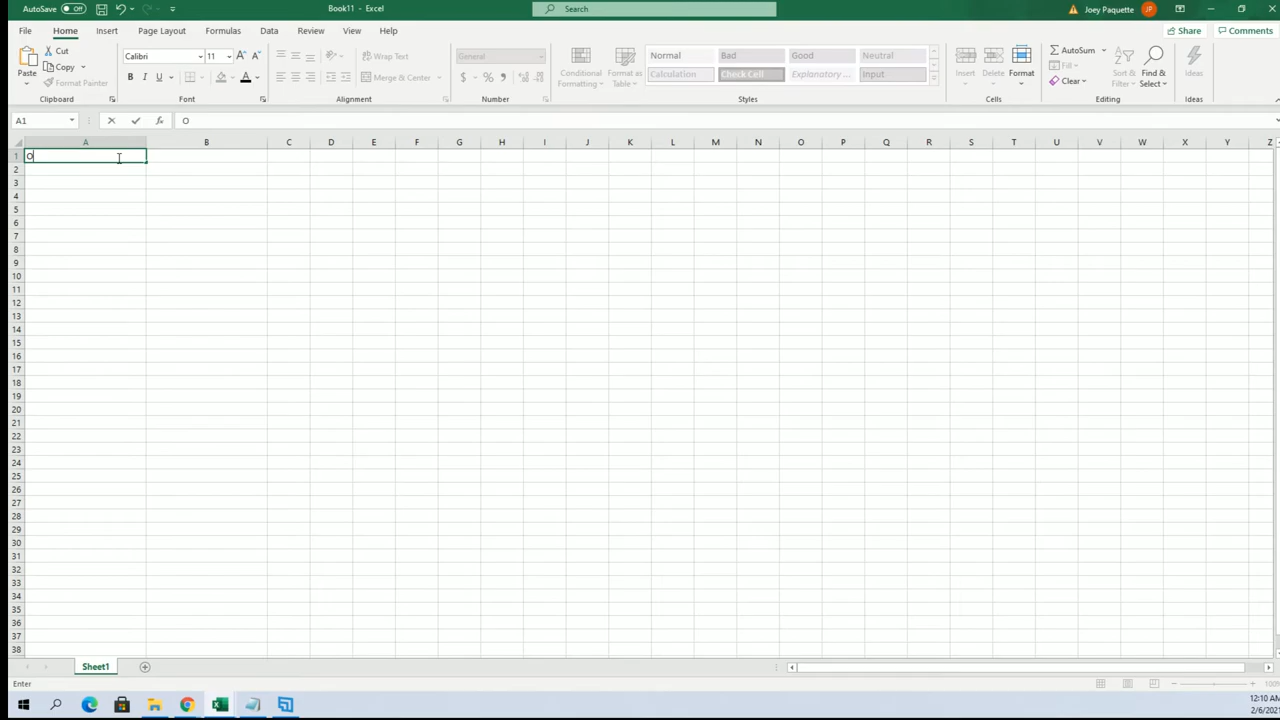 AutoSave Off Book11 - Excel Search Joey Paquette JP
File Home Insert Page Layout Formulas Data Review View Help Share Comments
Paste Cut Copy Format Painter Clipboard
Calibri 11 A A B I U A Font
Wrap Text Merge & Center Alignment
General $ % , Number
Conditional Formatting Format as Table
Normal Bad Good Neutral
Calculation Check Cell Explanatory ... Input
Styles
Insert Delete Format Cells
AutoSum Fill Clear Sort & Filter Find & Select Editing
Ideas Ideas
A1 fx O
A B C D E F G H I J K L M N O P Q R S T U V W X Y Z
1 O
2
3
4
5
6
7
8
9
10
11
12
13
14
15
16
17
18
19
20
21
22
23
24
25
26
27
28
29
30
31
32
33
34
35
36
37
38
Sheet1
Enter 100%
12:10 AM
2/6/202